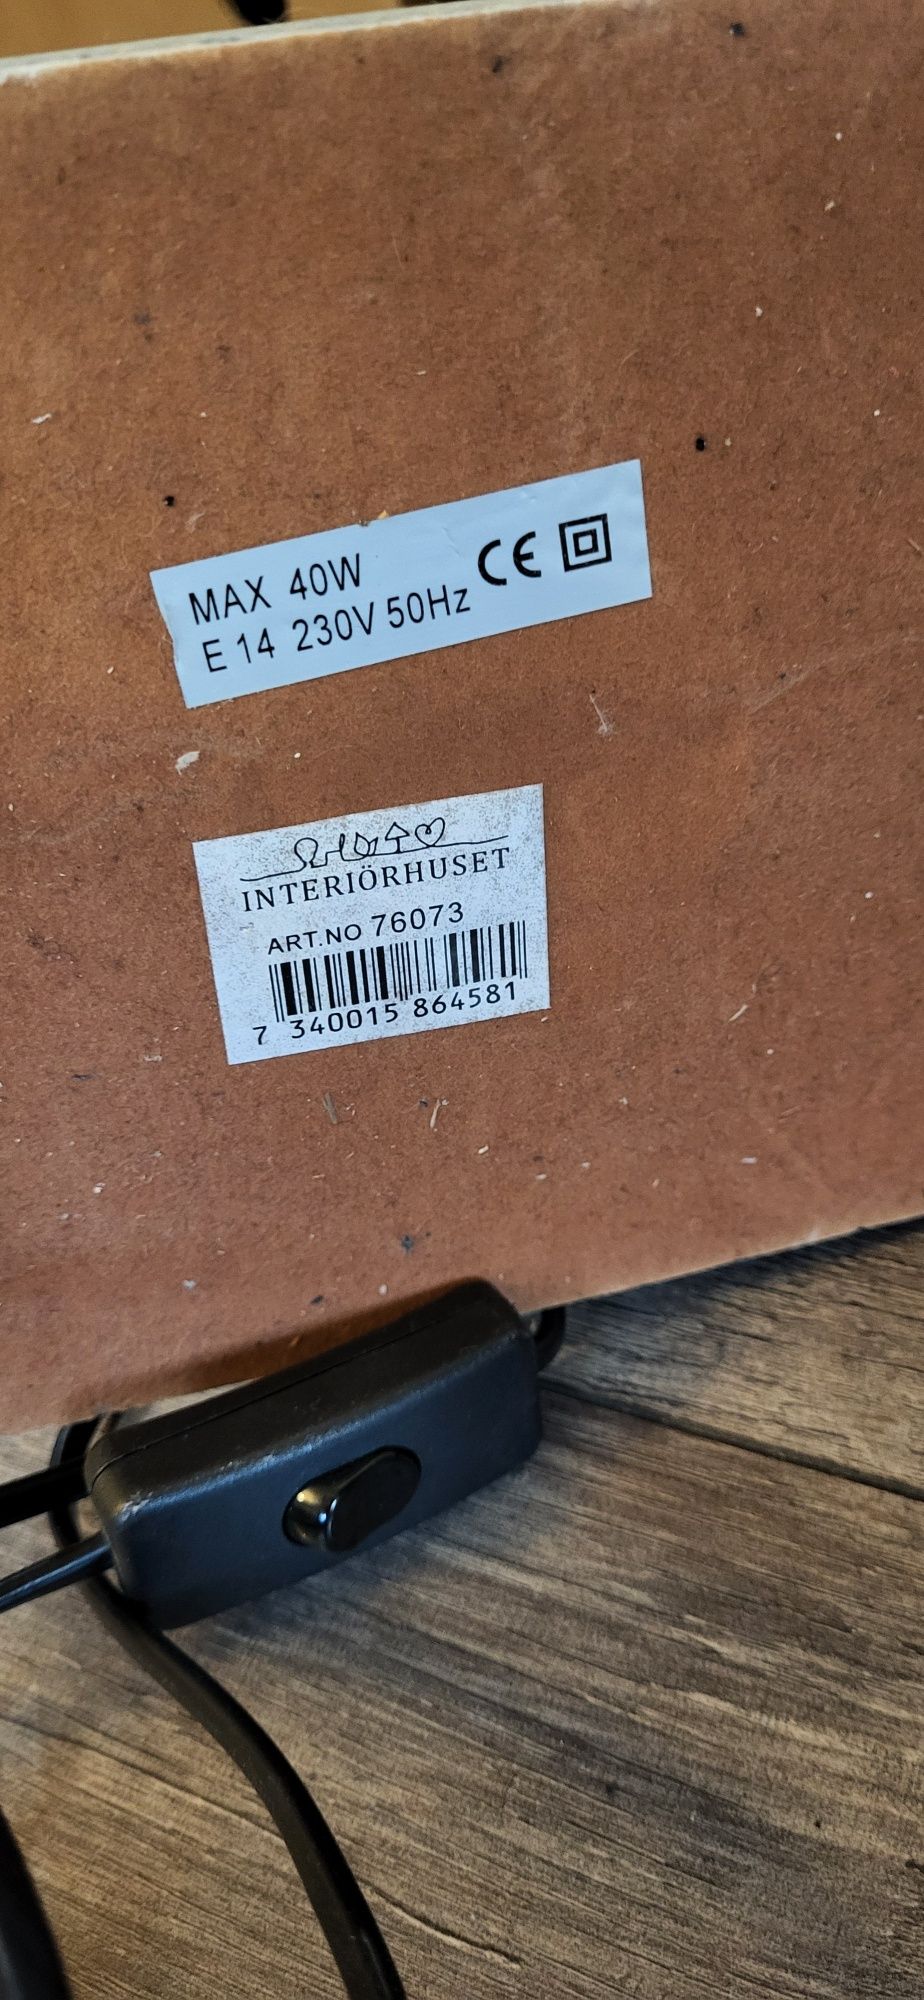 MAX 40W
E 14 230V 50Hz CE
INTERIÖRHUSET
ART.NO 76073
7 340015 864581